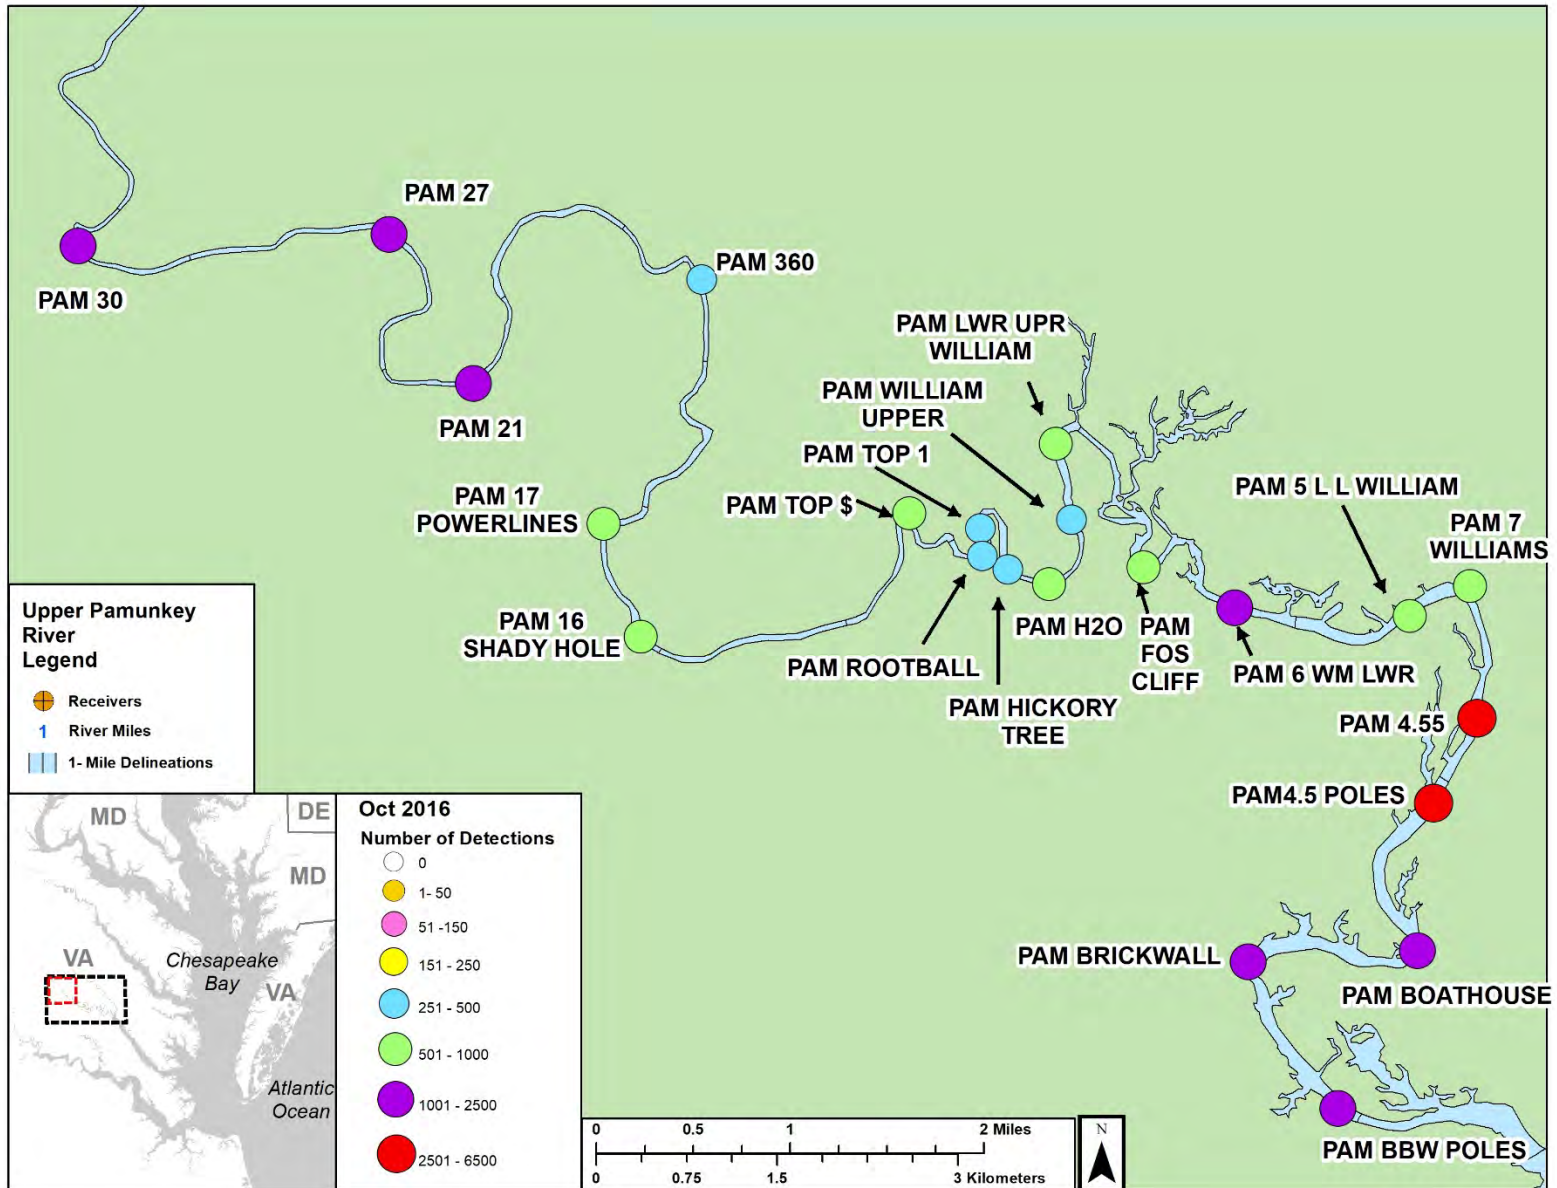 PAM 27
PAM 30
PAM 360
PAM 21
PAM LWR UPR
WILLIAM
PAM WILLIAM
UPPER
PAM TOP 1
PAM TOP $
PAM 17
POWERLINES
PAM 5 L L WILLIAM
PAM 7
WILLIAMS
PAM 16
SHADY HOLE
PAM ROOTBALL
PAM HICKORY
TREE
PAM H2O
PAM
FOS
CLIFF
PAM 6 WM LWR
PAM 4.55
PAM4.5 POLES
PAM BRICKWALL
PAM BOATHOUSE
PAM BBW POLES
Upper Pamunkey
River
Legend
Receivers
1 River Miles
1- Mile Delineations
MD
DE
MD
VA
Chesapeake
Bay
VA
Atlantic
Ocean
Oct 2016
Number of Detections
0
1- 50
51 -150
151 - 250
251 - 500
501 - 1000
1001 - 2500
2501 - 6500
0 0.5 1 2 Miles
0 0.75 1.5 3 Kilometers
N